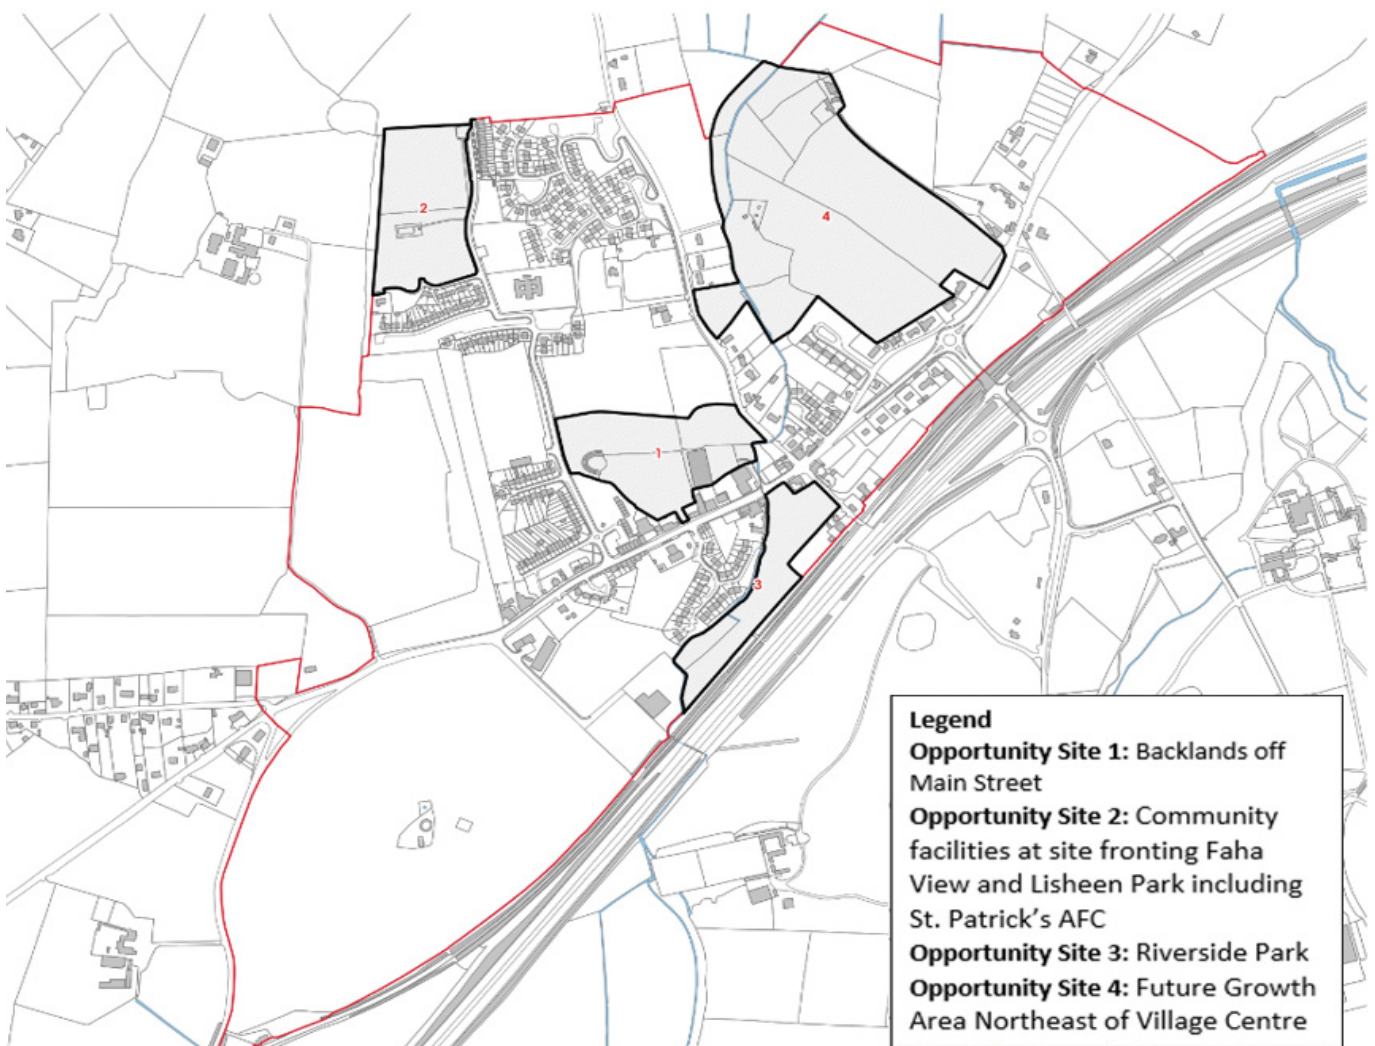 2
4
1
3
Legend
Opportunity Site 1: Backlands off
Main Street
Opportunity Site 2: Community
facilities at site fronting Faha
View and Lisheen Park including
St. Patrick's AFC
Opportunity Site 3: Riverside Park
Opportunity Site 4: Future Growth
Area Northeast of Village Centre